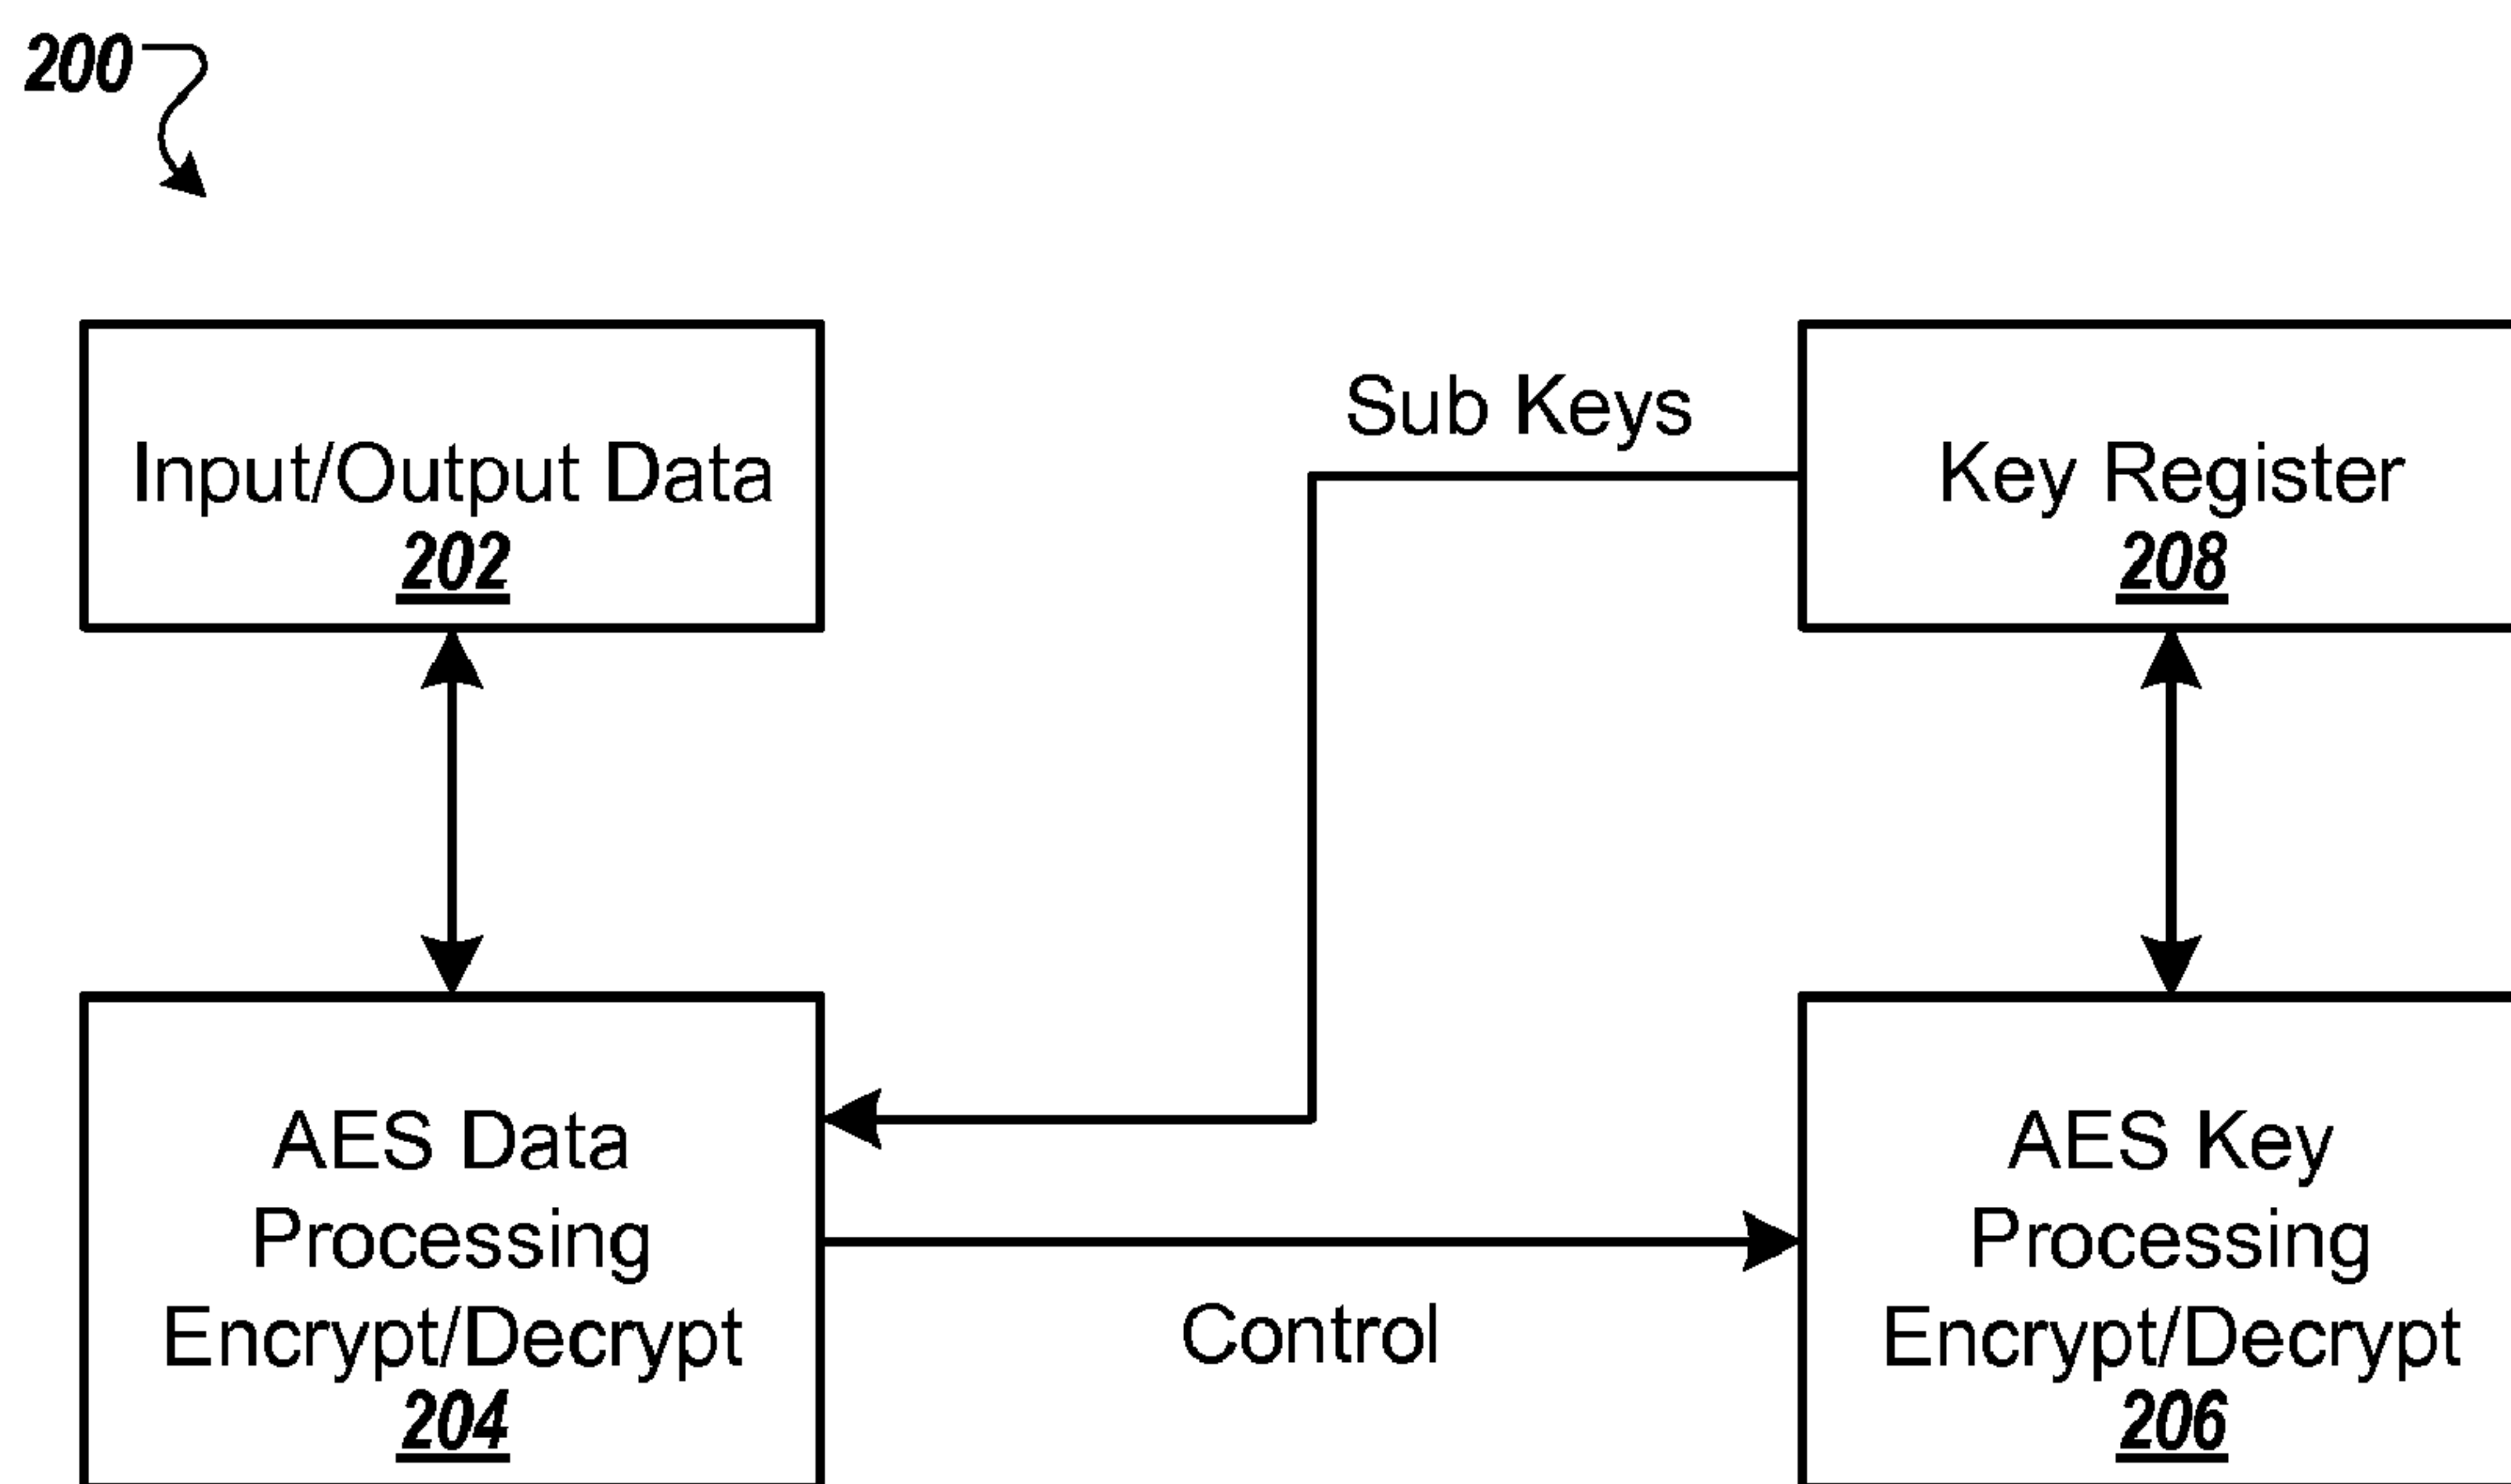 200
Input/Output Data
202
Sub Keys
Key Register
208
AES Data
Processing
Encrypt/Decrypt
204
Control
AES Key
Processing
Encrypt/Decrypt
206